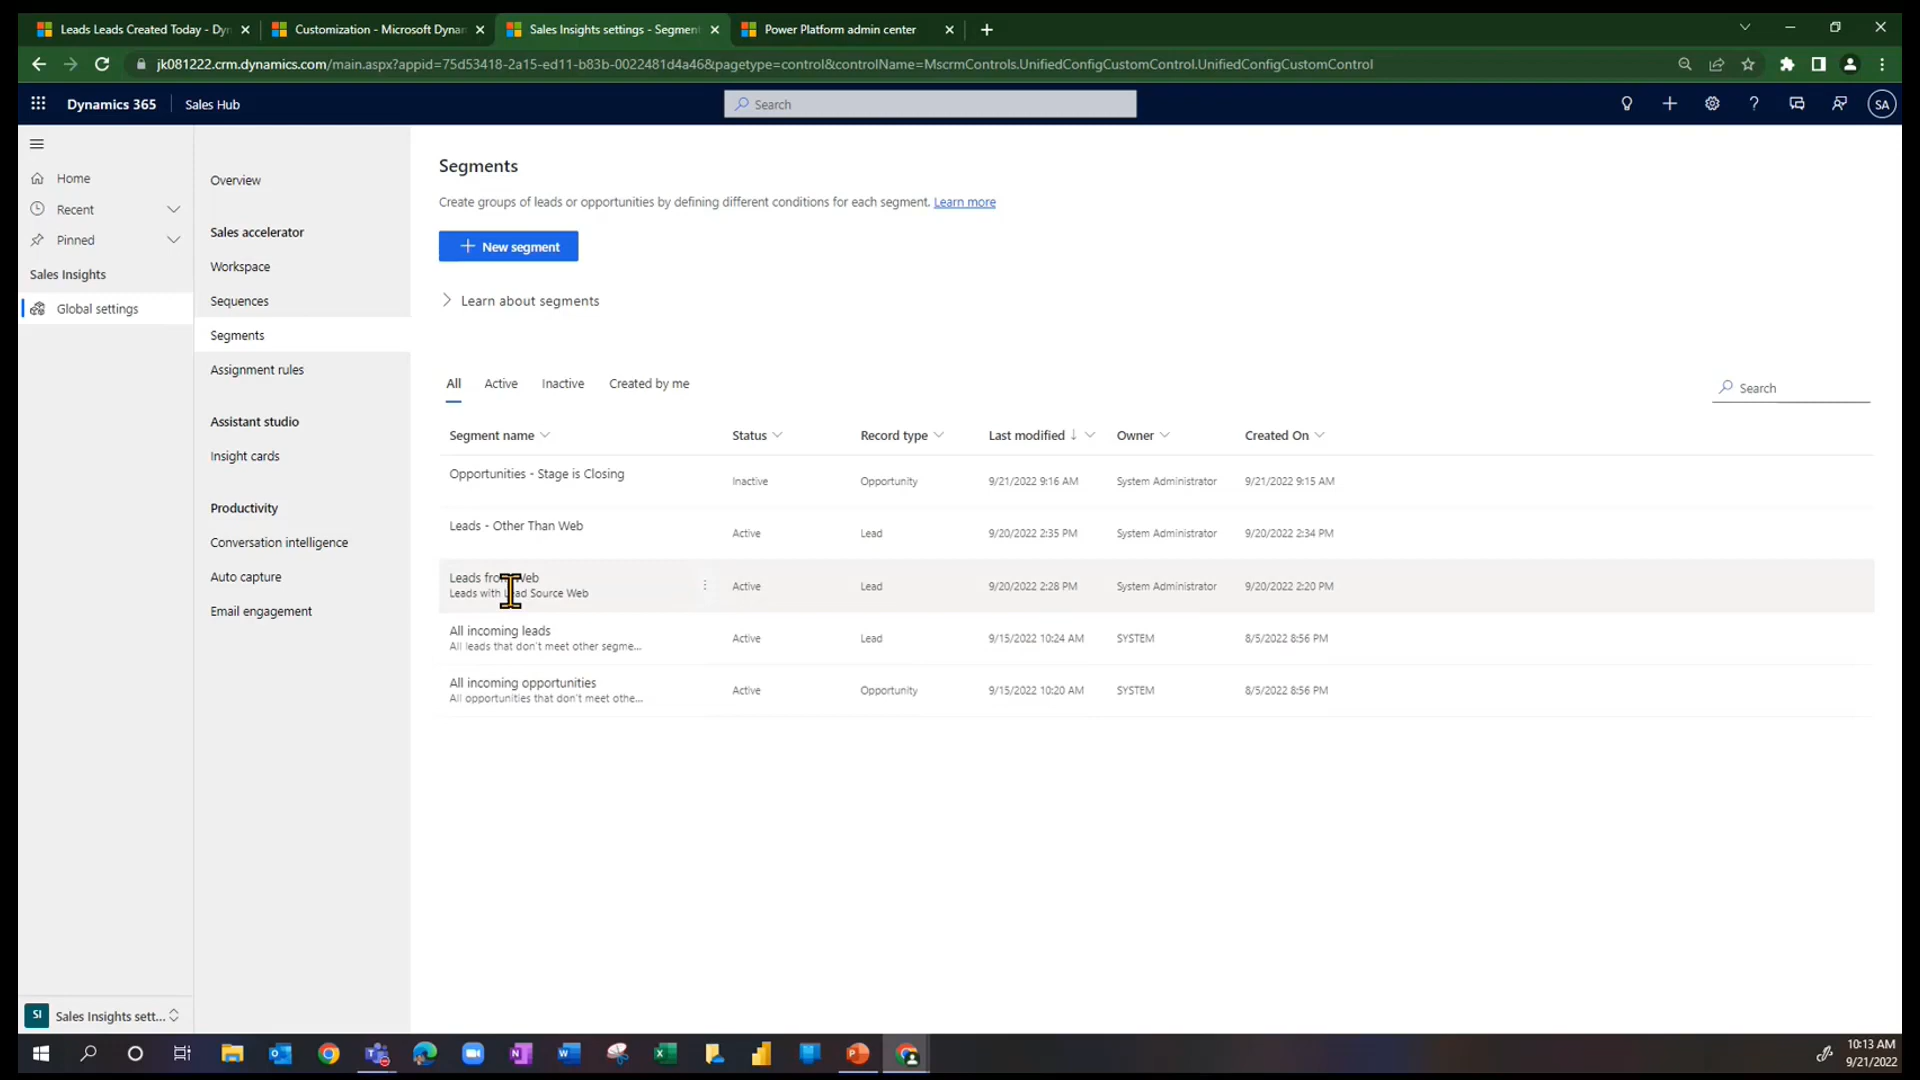 Leads Leads Created Today - Dyn
Customization - Microsoft Dynam
Sales Insights settings - Segment
Power Platform admin center
jk081222.crm.dynamics.com/main.aspx?appid=75d53418-2a15-ed11-b83b-0022481d4a46&pagetype=control&controlName=MscrmControls.UnifiedConfigCustomControl.UnifiedConfigCustomControl
Dynamics 365
Sales Hub
Search
SA
Home
Recent
Pinned
Sales Insights
Global settings
Overview
Sales accelerator
Workspace
Sequences
Segments
Assignment rules
Assistant studio
Insight cards
Productivity
Conversation intelligence
Auto capture
Email engagement
Segments
Create groups of leads or opportunities by defining different conditions for each segment. Learn more
New segment
Learn about segments
All Active Inactive Created by me
Search
Segment name Status Record type Last modified Owner Created On
Opportunities - Stage is Closing
Inactive Opportunity 9/21/2022 9:16 AM System Administrator 9/21/2022 9:15 AM
Leads - Other Than Web
Active Lead 9/20/2022 2:35 PM System Administrator 9/20/2022 2:34 PM
Leads from Web
Leads with Lead Source Web
Active Lead 9/20/2022 2:28 PM System Administrator 9/20/2022 2:20 PM
All incoming leads
All leads that don't meet other segme...
Active Lead 9/15/2022 10:24 AM SYSTEM 8/5/2022 8:56 PM
All incoming opportunities
All opportunities that don't meet othe...
Active Opportunity 9/15/2022 10:20 AM SYSTEM 8/5/2022 8:56 PM
SI
Sales Insights sett...
10:13 AM
9/21/2022